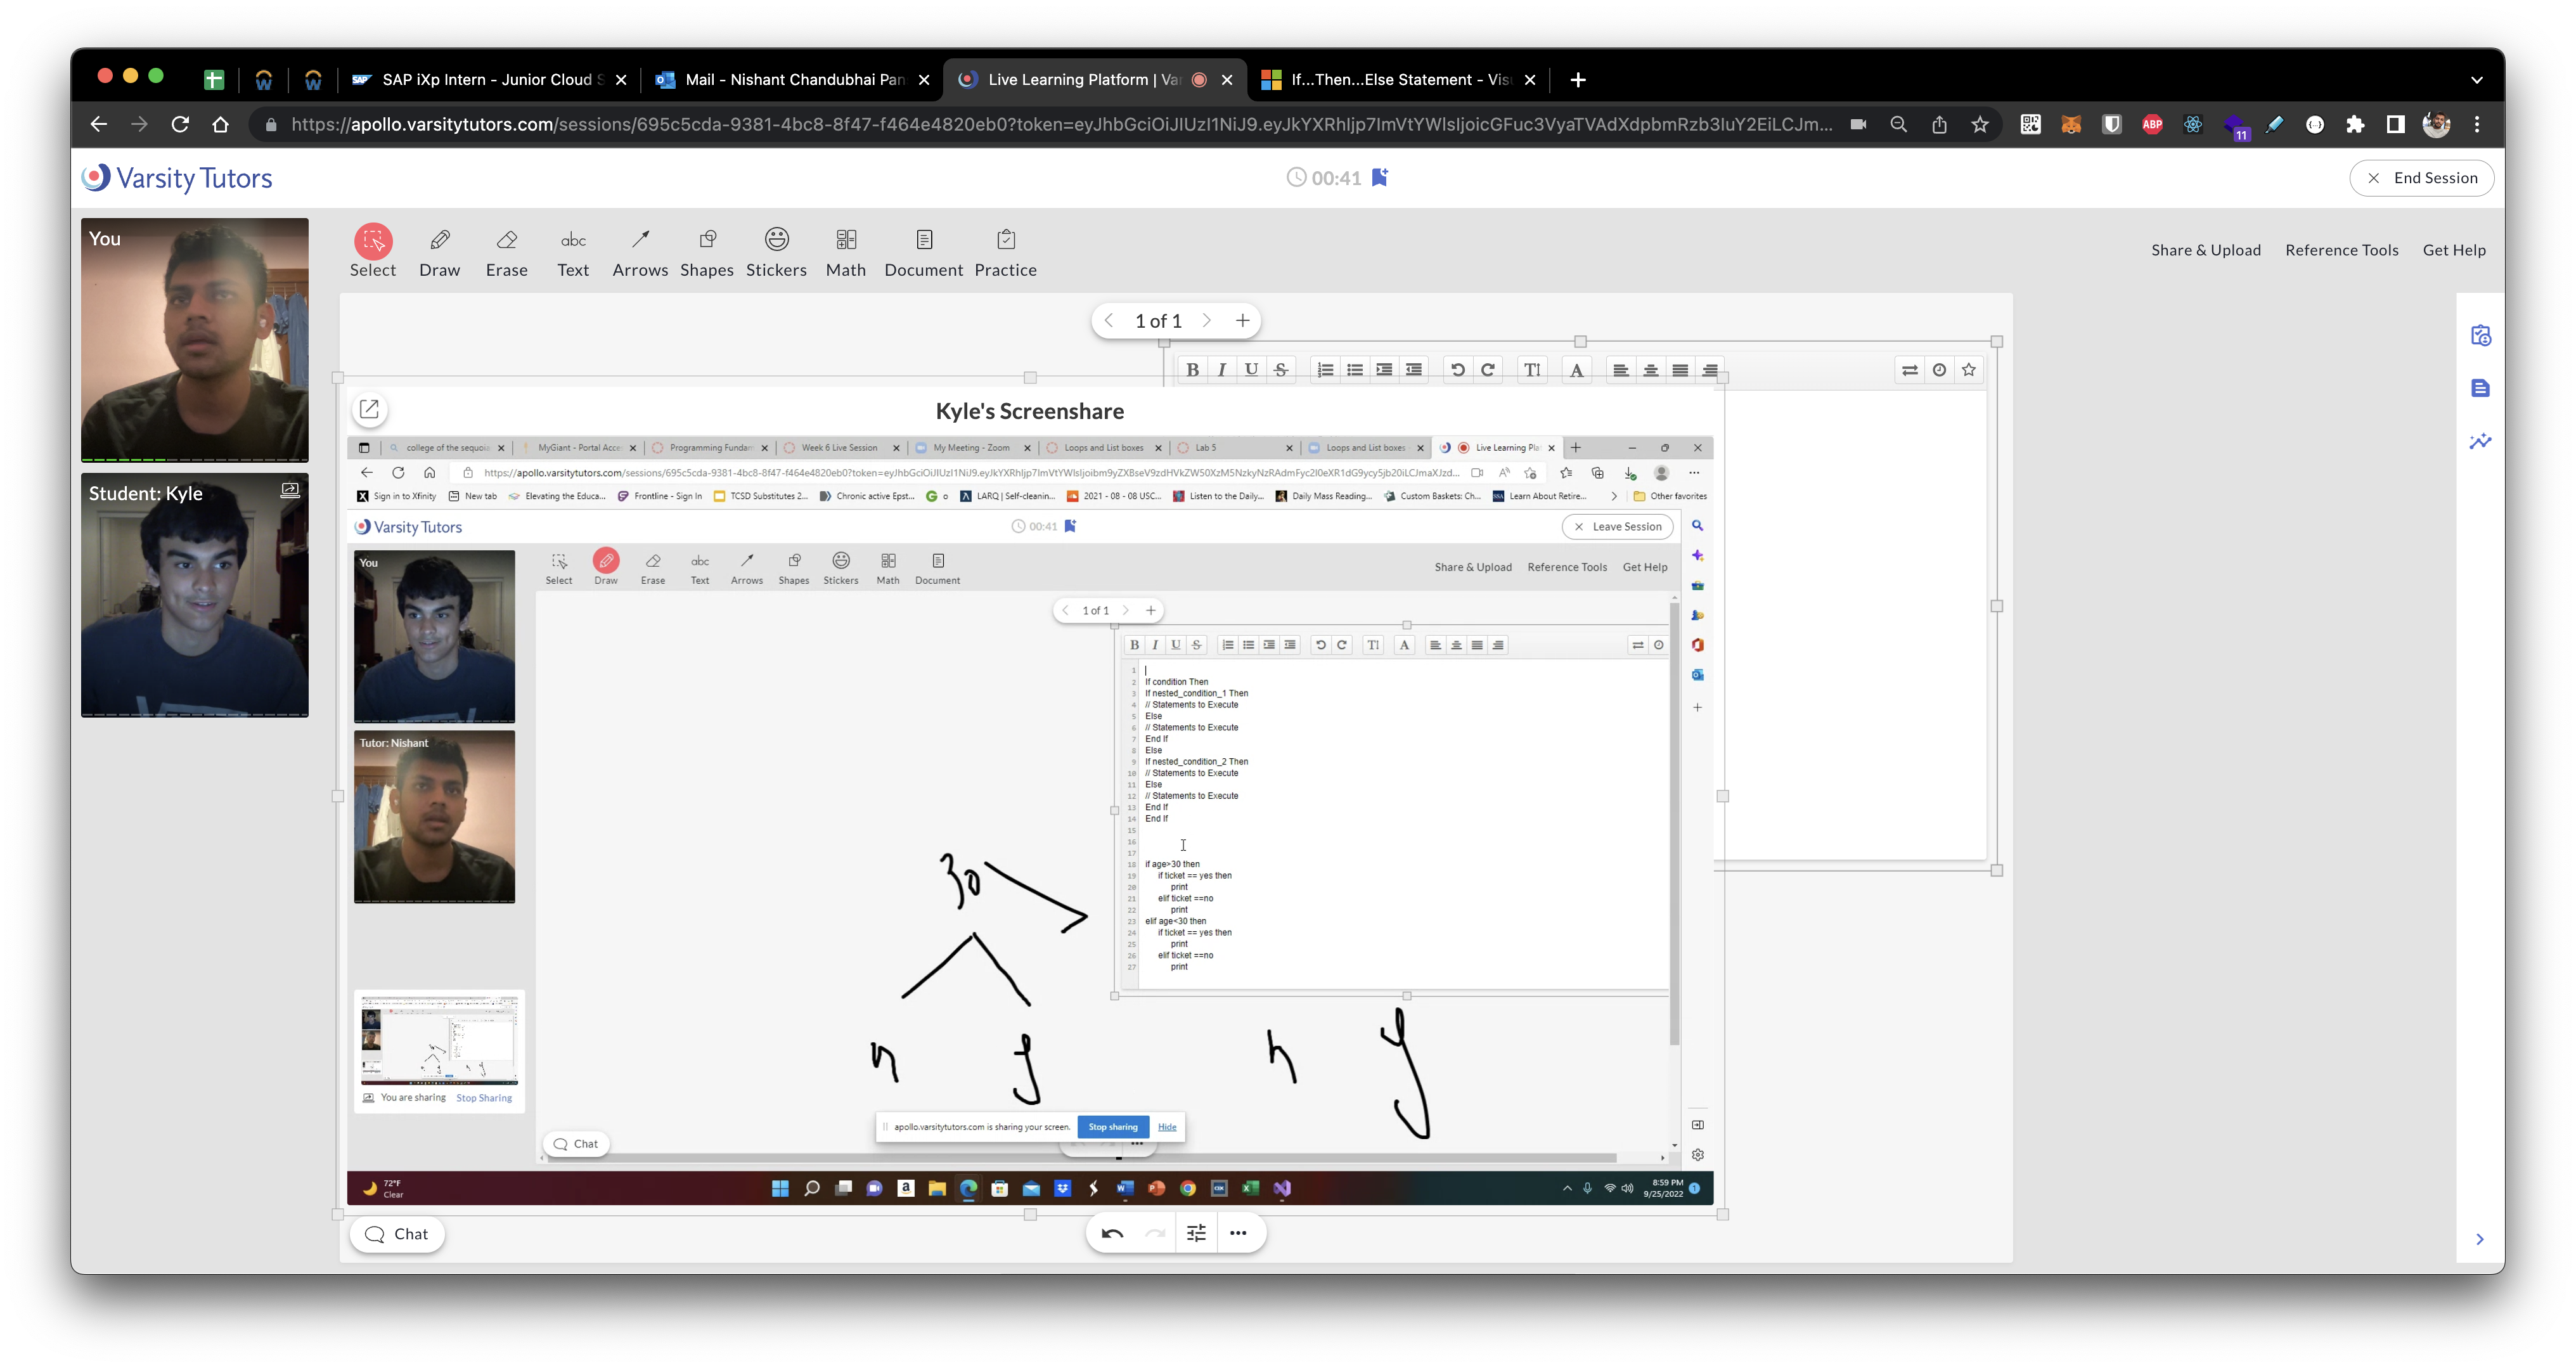 SAP iXp Intern - Junior Cloud S
Mail - Nishant Chandubhai Pan
Live Learning Platform | Va
If...Then...Else Statement - Vis
https://apollo.varsitytutors.com/sessions/695c5cda-9381-4bc8-8f47-f464e4820eb0?token=
ABP
11
Varsity Tutors
00:41
End Session
You
Select
Draw
Erase
abc
Text
Arrows
Shapes
Stickers
Math
Document
Practice
Share & Upload
Reference Tools
Get Help
1 of 1
B I U S
Student: Kyle
Kyle's Screenshare
college of the sequoi
MyGiant - Portal Acce
Programming Fundam
Week 6 Live Session
My Meeting - Zoom
Loops and List boxes
Lab 5
Loops and List boxes
Live Learning Pla
https://apollo.varsitytutors.com/sessions/695c5cda-9381-4bc8-8f47-f464e4820eb0?token=
Sign in to Xfinity
New tab
Elevating the Educa...
Frontline - Sign In
TCSD Substitutes 2...
Chronic active Epst...
o
LARQ | Self-cleanin...
2021 - 08 - 08 USC...
Listen to the Daily...
Daily Mass Reading...
Custom Baskets: Ch...
Learn About Retire...
Other favorites
Varsity Tutors
00:41
Leave Session
You
Select
Draw
Erase
abc
Text
Arrows
Shapes
Stickers
Math
Document
Share & Upload
Reference Tools
Get Help
1 of 1
B I U S
Tutor: Nishant
1
2 If condition Then
3 If nested_condition_1 Then
4 // Statements to Execute
5 Else
6 // Statements to Execute
7 End If
8 Else
9 If nested_condition_2 Then
10 // Statements to Execute
11 Else
12 // Statements to Execute
13 End If
14 End If
15
16
17
18 if age>30 then
19 if ticket == yes then
20 print
21 elif ticket ==no
22 print
23 elif age<30 then
24 if ticket == yes then
25 print
26 elif ticket ==no
27 print
30
n y n y
You are sharing Stop Sharing
apollo.varsitytutors.com is sharing your screen.
Stop sharing
Hide
Chat
72°F
Clear
8:59 PM
9/25/2022
1
Chat